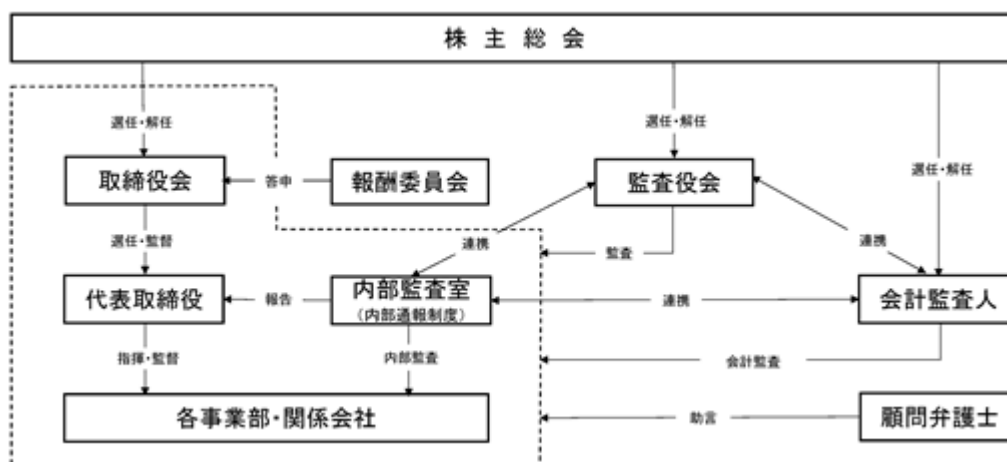 株主総会
選任・解任
選任・解任
選任・解任
取締役会
答申
報酬委員会
監査役会
選任・監督
連携
監査
連携
代表取締役
報告
内部監査室
(内部通報制度)
連携
会計監査人
指揮・監督
内部監査
会計監査
各事業部・関係会社
助言
顧問弁護士